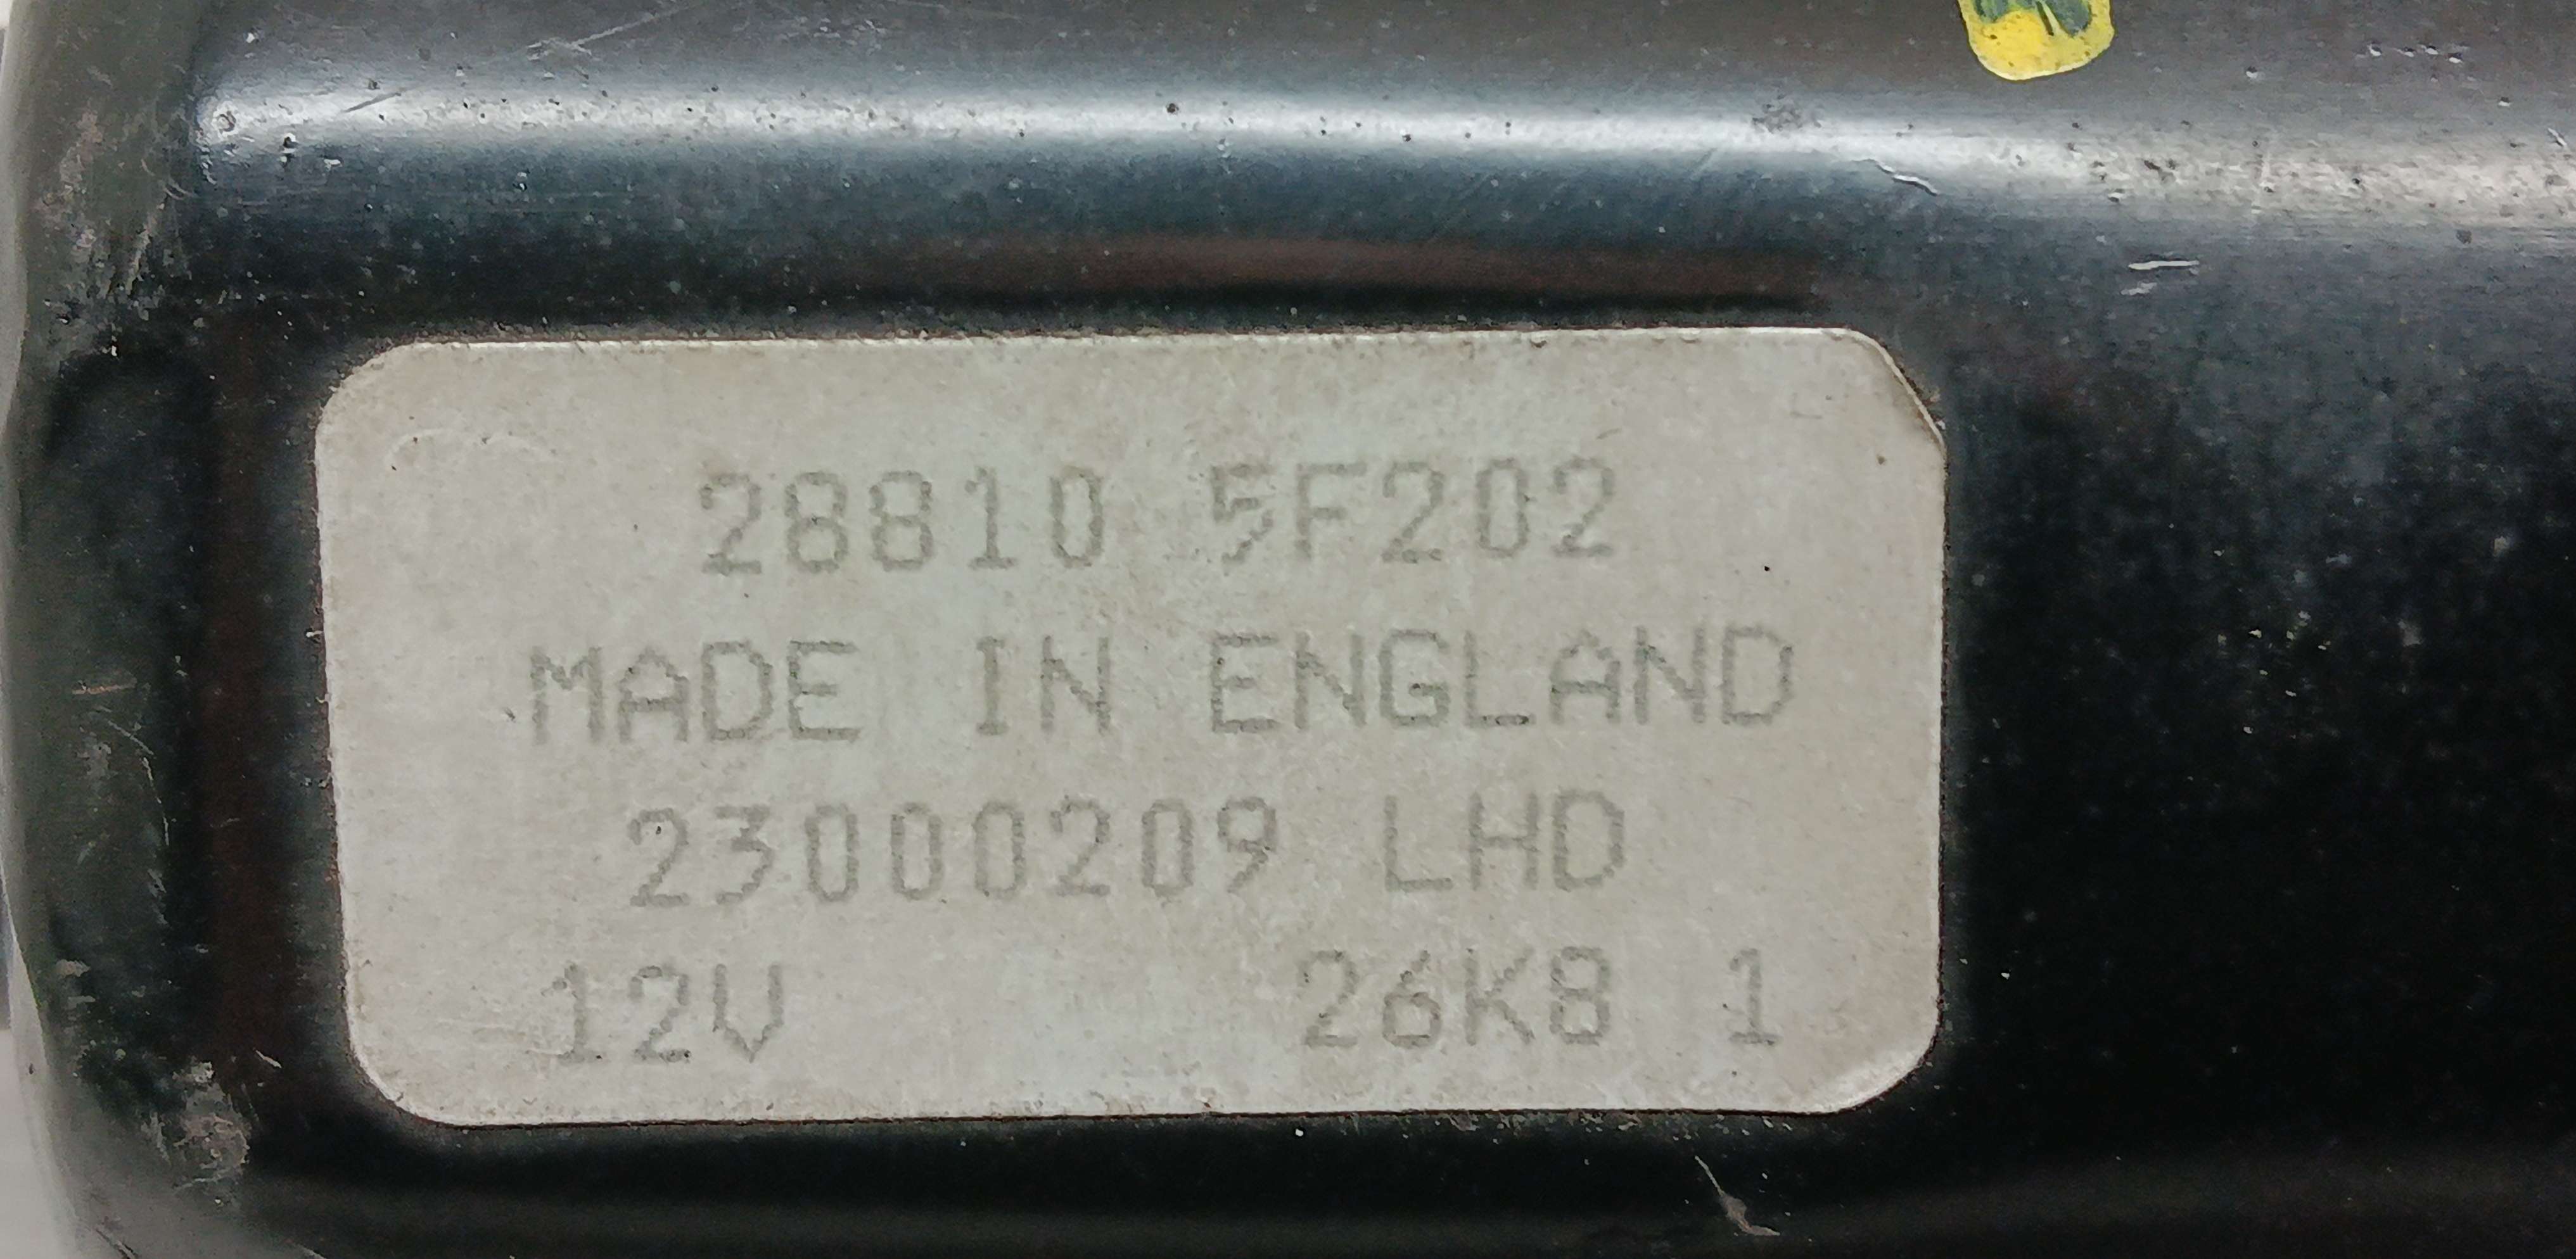 28810 5F202
MADE IN ENGLAND
23000209 LHD
12V 26K8 1